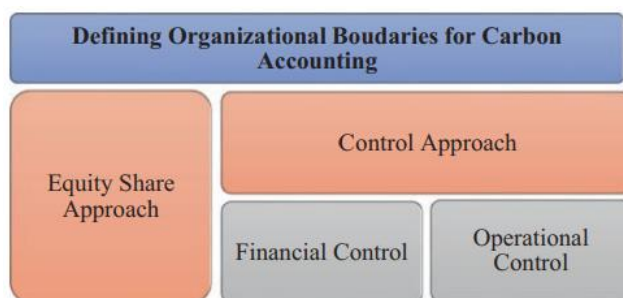 Defining Organizational Boudaries for Carbon
Accounting
Equity Share
Approach
Control Approach
Financial Control
Operational
Control